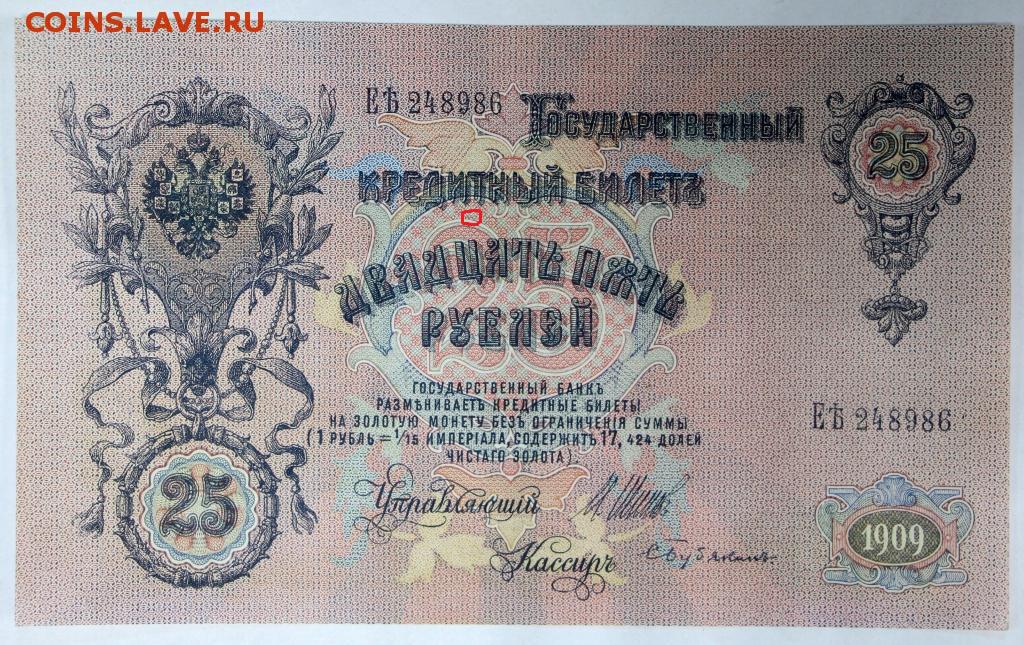 COINS.LAVE.RU
ЕѢ 248986
ГОСУДАРСТВЕННЫЙ
25
КРЕДИТНЫЙ БИЛЕТЪ
25
ДВАДЦАТЬ ПЯТЬ
РУБЛЕЙ
ГОСУДАРСТВЕННЫЙ БАНКЪ
РАЗМѢНИВАЕТЪ КРЕДИТНЫЕ БИЛЕТЫ
НА ЗОЛОТУЮ МОНЕТУ БЕЗЪ ОГРАНИЧЕНІЯ СУММЫ
(1 РУБЛЬ = 1/15 ИМПЕРІАЛА, СОДЕРЖИТЪ 17,424 ДОЛЕЙ
ЧИСТАГО ЗОЛОТА)
ЕѢ 248986
25
Управляющій
1909
Кассиръ